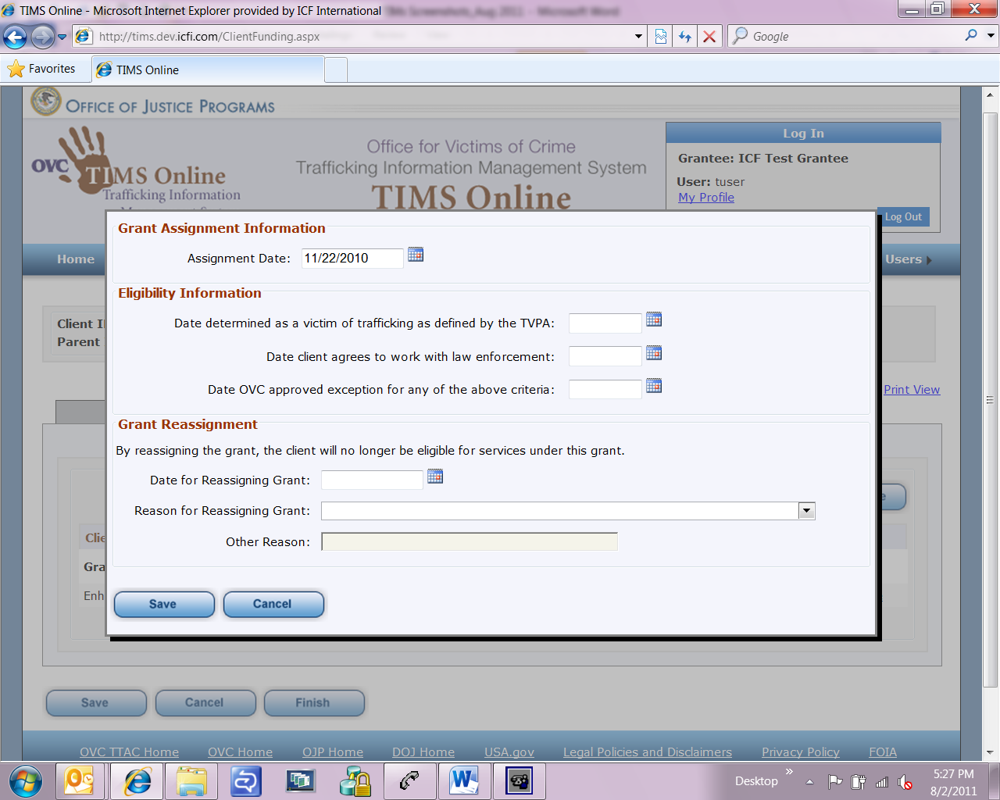 TIMS Online - Microsoft Internet Explorer provided by ICF International
TIMs Screenshots_Aug 2011 - Microsoft Word
http://tims.dev.icfi.com/ClientFunding.aspx
Google
Favorites
TIMS Online
OFFICE OF JUSTICE PROGRAMS
OVC TIMS Online
Trafficking Information
Office for Victims of Crime
Trafficking Information Management System
TIMS Online
Log In
Grantee: ICF Test Grantee
User: tuser
My Profile
Log Out
Home
Users
Client I
Parent
Print View
Grant Assignment Information
Assignment Date: 11/22/2010
Eligibility Information
Date determined as a victim of trafficking as defined by the TVPA:
Date client agrees to work with law enforcement:
Date OVC approved exception for any of the above criteria:
Grant Reassignment
By reassigning the grant, the client will no longer be eligible for services under this grant.
Date for Reassigning Grant:
Reason for Reassigning Grant:
Other Reason:
Save Cancel
Clie
Gra
Enh
Save Cancel Finish
OVC TTAC Home OVC Home OJP Home DOJ Home USA.gov Legal Policies and Disclaimers Privacy Policy FOIA
Desktop
5:27 PM
8/2/2011